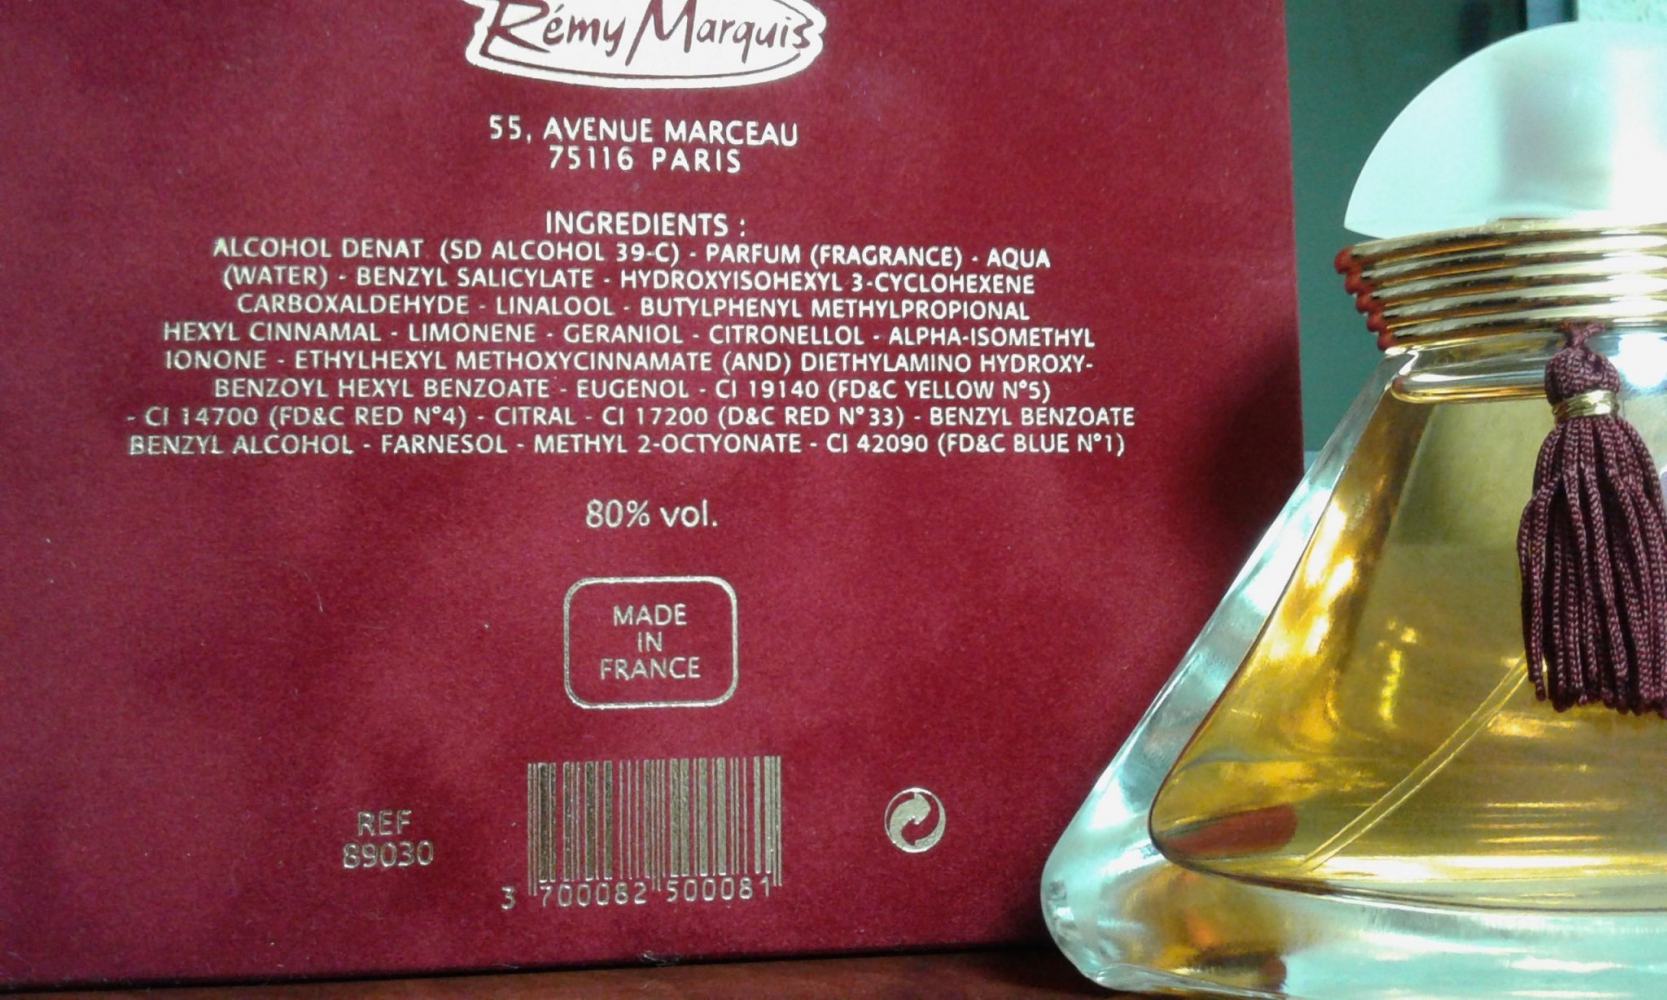 Rémy Marquis
55, AVENUE MARCEAU
75116 PARIS
INGREDIENTS :
ALCOHOL DENAT (SD ALCOHOL 39-C) - PARFUM (FRAGRANCE) - AQUA
(WATER) - BENZYL SALICYLATE - HYDROXYISOHEXYL 3-CYCLOHEXENE
CARBOXALDEHYDE - LINALOOL - BUTYLPHENYL METHYLPROPIONAL
HEXYL CINNAMAL - LIMONENE - GERANIOL - CITRONELLOL - ALPHA-ISOMETHYL
IONONE - ETHYLHEXYL METHOXYCINNAMATE (AND) DIETHYLAMINO HYDROXY-
BENZOYL HEXYL BENZOATE - EUGENOL - CI 19140 (FD&C YELLOW N°5)
- CI 14700 (FD&C RED N°4) - CITRAL - CI 17200 (D&C RED N°33) - BENZYL BENZOATE
BENZYL ALCOHOL - FARNESOL - METHYL 2-OCTYONATE - CI 42090 (FD&C BLUE N°1)
80% vol.
MADE
IN
FRANCE
REF
89030
3 700082 500081